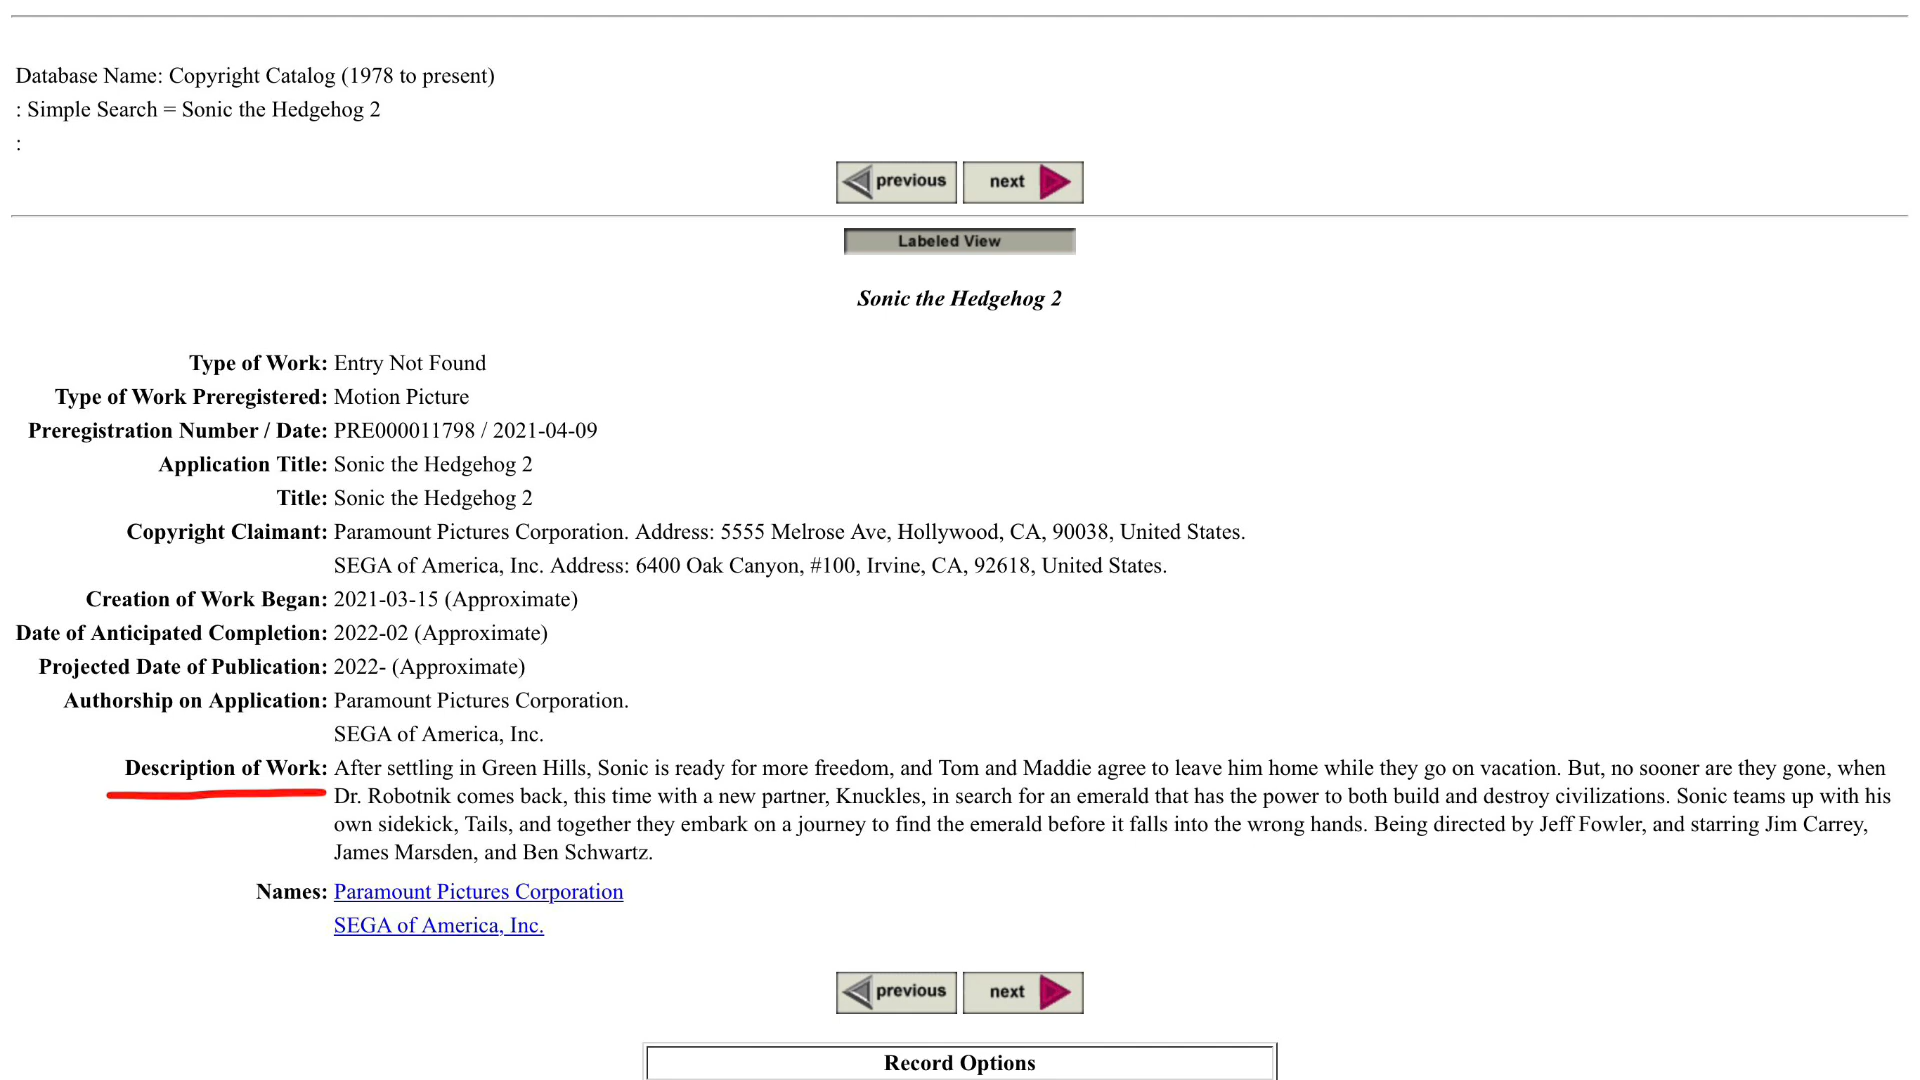 Database Name: Copyright Catalog (1978 to present)
: Simple Search = Sonic the Hedgehog 2
:
previous next
Labeled View
Sonic the Hedgehog 2
Type of Work: Entry Not Found
Type of Work Preregistered: Motion Picture
Preregistration Number / Date: PRE000011798 / 2021-04-09
Application Title: Sonic the Hedgehog 2
Title: Sonic the Hedgehog 2
Copyright Claimant: Paramount Pictures Corporation. Address: 5555 Melrose Ave, Hollywood, CA, 90038, United States.
SEGA of America, Inc. Address: 6400 Oak Canyon, #100, Irvine, CA, 92618, United States.
Creation of Work Began: 2021-03-15 (Approximate)
Date of Anticipated Completion: 2022-02 (Approximate)
Projected Date of Publication: 2022- (Approximate)
Authorship on Application: Paramount Pictures Corporation.
SEGA of America, Inc.
Description of Work: After settling in Green Hills, Sonic is ready for more freedom, and Tom and Maddie agree to leave him home while they go on vacation. But, no sooner are they gone, when
Dr. Robotnik comes back, this time with a new partner, Knuckles, in search for an emerald that has the power to both build and destroy civilizations. Sonic teams up with his
own sidekick, Tails, and together they embark on a journey to find the emerald before it falls into the wrong hands. Being directed by Jeff Fowler, and starring Jim Carrey,
James Marsden, and Ben Schwartz.
Names: Paramount Pictures Corporation
SEGA of America, Inc.
previous next
Record Options